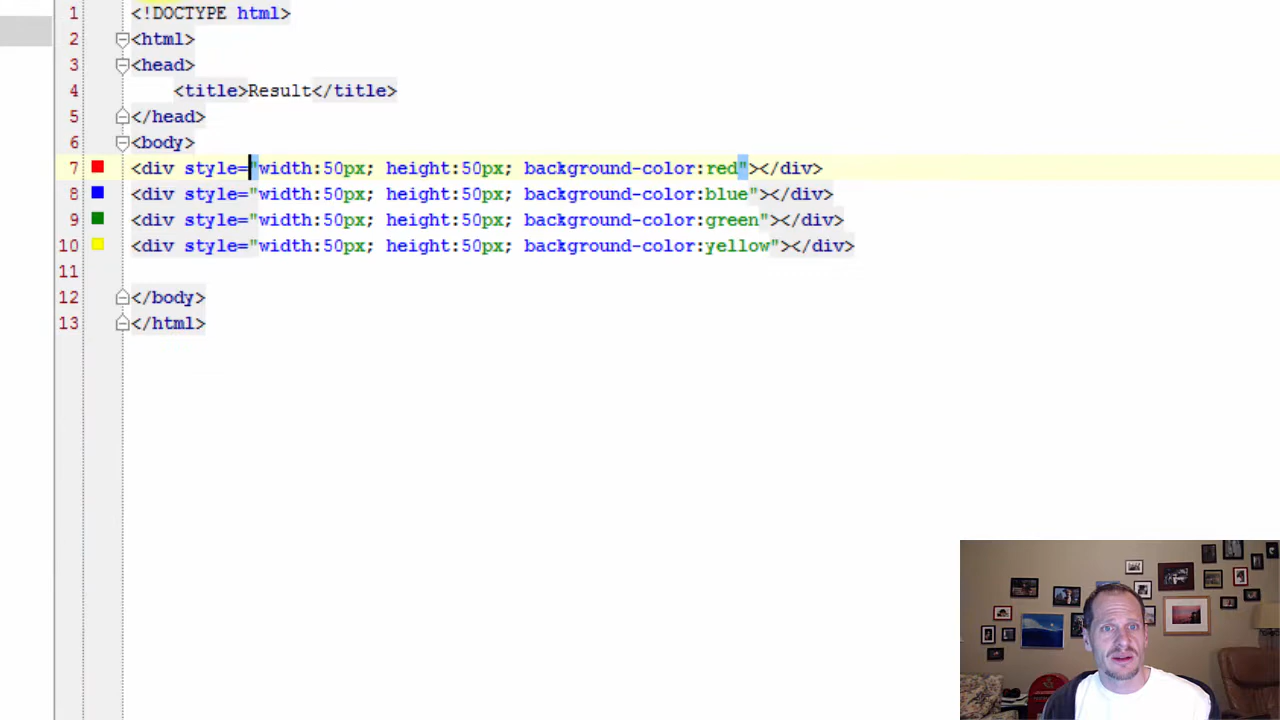 1 <!DOCTYPE html>
2 <html>
3 <head>
4 <title>Result</title>
5 </head>
6 <body>
7 <div style="width:50px; height:50px; background-color:red"></div>
8 <div style="width:50px; height:50px; background-color:blue"></div>
9 <div style="width:50px; height:50px; background-color:green"></div>
10 <div style="width:50px; height:50px; background-color:yellow"></div>
11
12 </body>
13 </html>